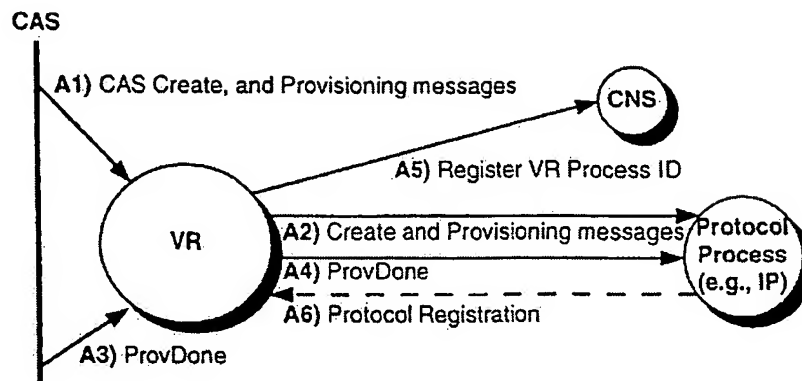 CAS
A1) CAS Create, and Provisioning messages
CNS
A5) Register VR Process ID
VR
A2) Create and Provisioning messages
Protocol
Process
(e.g., IP)
A4) ProvDone
A6) Protocol Registration
A3) ProvDone